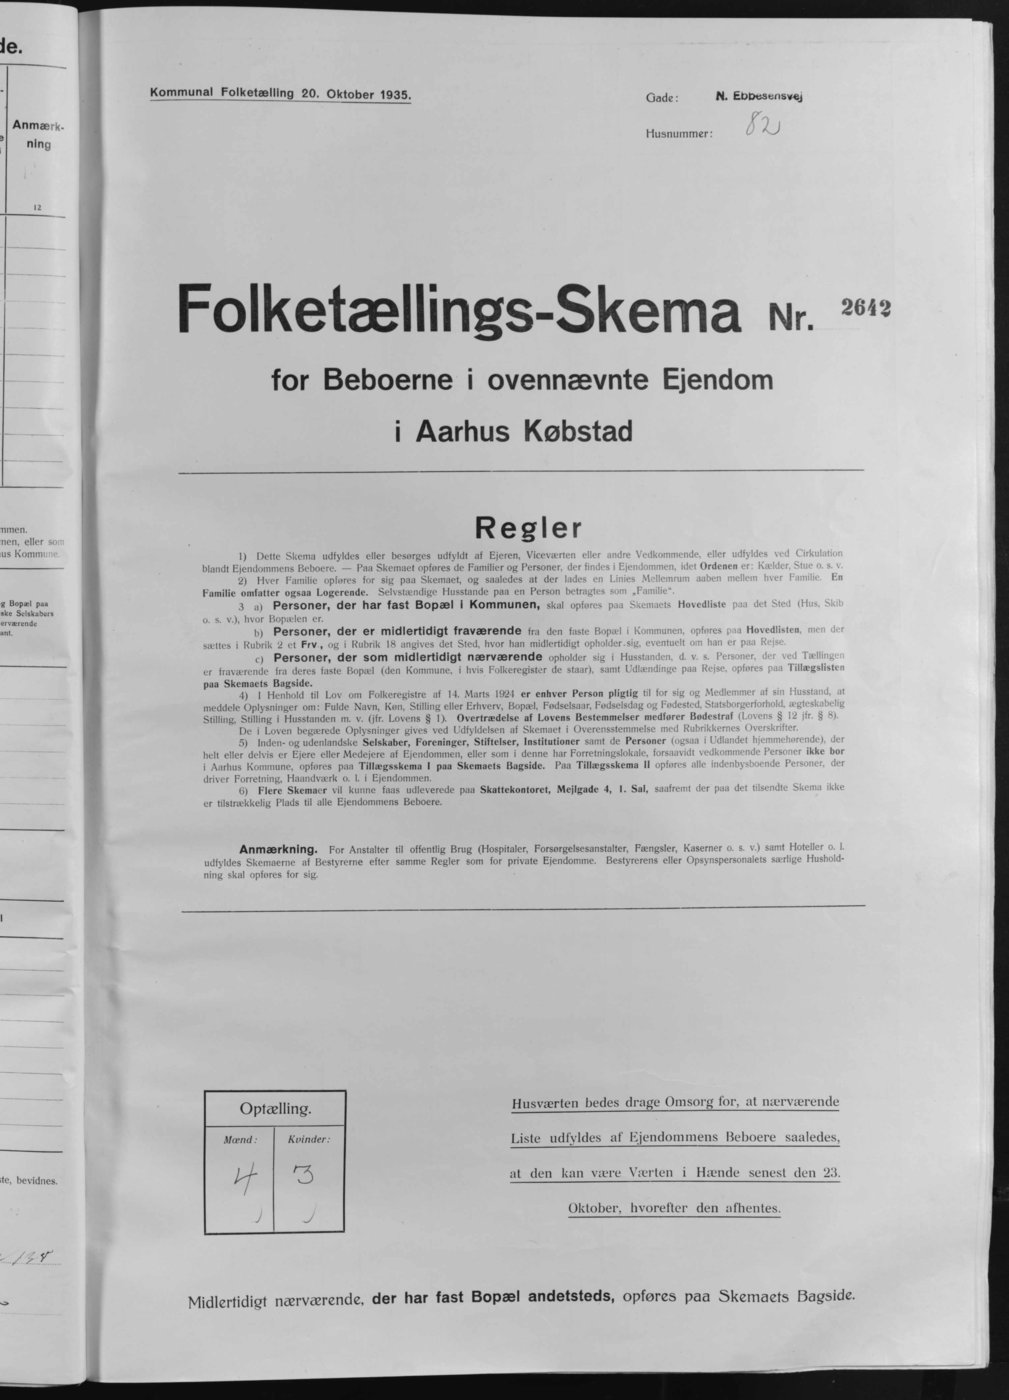 de.
Anmærk-
ning
12
mmen.
nen, eller som
us Kommune.
g Bopæl paa
ske Selskabers
erværende
ant.
te, bevidnes.
Kommunal Folketælling 20. Oktober 1935.
Gade: N. Ebbesensvej
Husnummer: 82
Folketællings-Skema Nr. 2642
for Beboerne i ovennævnte Ejendom
i Aarhus Købstad
Regler
1) Dette Skema udfyldes eller besørges udfyldt af Ejeren, Viceværten eller andre Vedkommende, eller udfyldes ved Cirkulation
blandt Ejendommens Beboere. — Paa Skemaet opføres de Familier og Personer, der findes i Ejendommen, idet Ordenen er: Kælder, Stue o. s. v.
2) Hver Familie opføres for sig paa Skemaet, og saaledes at der lades en Linies Mellemrum aaben mellem hver Familie. En
Familie omfatter ogsaa Logerende. Selvstændige Husstande paa en Person betragtes som „Familie“.
3 a) Personer, der har fast Bopæl i Kommunen, skal opføres paa Skemaets Hovedliste paa det Sted (Hus, Skib
o. s. v.), hvor Bopælen er.
b) Personer, der er midlertidigt fraværende fra den faste Bopæl i Kommunen, opføres paa Hovedlisten, men der
sættes i Rubrik 2 et Frv., og i Rubrik 18 angives det Sted, hvor han midlertidigt opholder sig, eventuelt om han er paa Rejse.
c) Personer, der som midlertidigt nærværende opholder sig i Husstanden, d. v. s. Personer, der ved Tællingen
er fraværende fra deres faste Bopæl (den Kommune, i hvis Folkeregister de staar), samt Udlændinge paa Rejse, opføres paa Tillægslisten
paa Skemaets Bagside.
4) I Henhold til Lov om Folkeregistre af 14. Marts 1924 er enhver Person pligtig til for sig og Medlemmer af sin Husstand, at
meddele Oplysninger om: Fulde Navn, Køn, Stilling eller Erhverv, Bopæl, Fødselsaar, Fødselsdag og Fødested, Statsborgerforhold, ægteskabelig
Stilling, Stilling i Husstanden m. v. (jfr. Lovens § 1). Overtrædelse af Lovens Bestemmelser medfører Bødestraf (Lovens § 12 jfr. § 8).
De i Loven begærede Oplysninger gives ved Udfyldelsen af Skemaet i Overensstemmelse med Rubrikkernes Overskrifter.
5) Inden- og udenlandske Selskaber, Foreninger, Stiftelser, Institutioner samt de Personer (ogsaa i Udlandet hjemmehørende), der
helt eller delvis er Ejere eller Medejere af Ejendommen, eller som i denne har Forretningslokale, forsaavidt vedkommende Personer ikke bor
i Aarhus Kommune, opføres paa Tillægsskema I paa Skemaets Bagside. Paa Tillægsskema II opføres alle indenbysboende Personer, der
driver Forretning, Haandværk o. l. i Ejendommen.
6) Flere Skemaer vil kunne faas udleverede paa Skattekontoret, Mejlgade 4, 1. Sal, saafremt der paa det tilsendte Skema ikke
er tilstrækkelig Plads til alle Ejendommens Beboere.
Anmærkning. For Anstalter til offentlig Brug (Hospitaler, Forsørgelsesanstalter, Fængsler, Kaserner o. s. v.) samt Hoteller o. l.
udfyldes Skemaerne af Bestyrerne efter samme Regler som for private Ejendomme. Bestyrerens eller Opsynspersonalets særlige Hushold-
ning skal opføres for sig.
Optælling.
Mænd: Kvinder:
4 3
Husværten bedes drage Omsorg for, at nærværende
Liste udfyldes af Ejendommens Beboere saaledes,
at den kan være Værten i Hænde senest den 23.
Oktober, hvorefter den afhentes.
Midlertidigt nærværende, der har fast Bopæl andetsteds, opføres paa Skemaets Bagside.